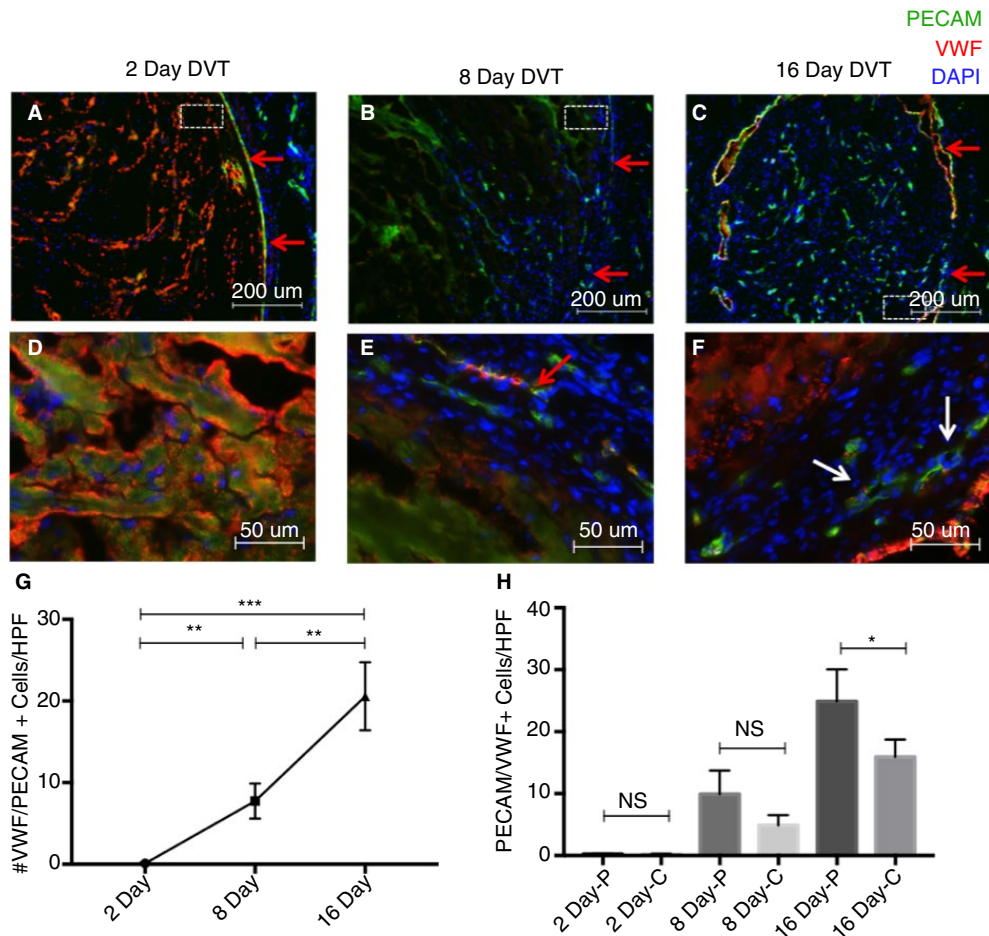 PECAM
VWF
DAPI
2 Day DVT
8 Day DVT
16 Day DVT
A
200 um
B
200 um
C
200 um
D
50 um
E
50 um
F
50 um
G
#VWF/PECAM + Cells/HPF
30
20
10
0
***
**
**
2 Day
8 Day
16 Day
H
PECAM/VWF+ Cells/HPF
40
30
20
10
0
NS
NS
*
2 Day-P
2 Day-C
8 Day-P
8 Day-C
16 Day-P
16 Day-C